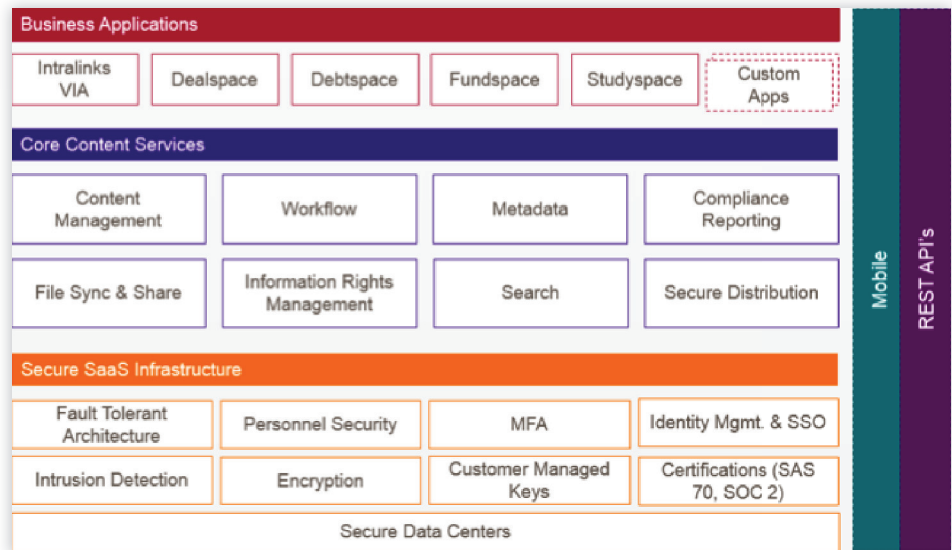 Business Applications
Intralinks
VIA
Dealspace
Debtspace
Fundspace
Studyspace
Custom
Apps
Core Content Services
Content
Management
Workflow
Metadata
Compliance
Reporting
File Sync & Share
Information Rights
Management
Search
Secure Distribution
Secure SaaS Infrastructure
Fault Tolerant
Architecture
Personnel Security
MFA
Identity Mgmt. & SSO
Intrusion Detection
Encryption
Customer Managed
Keys
Certifications (SAS
70, SOC 2)
Secure Data Centers
Mobile
REST API's